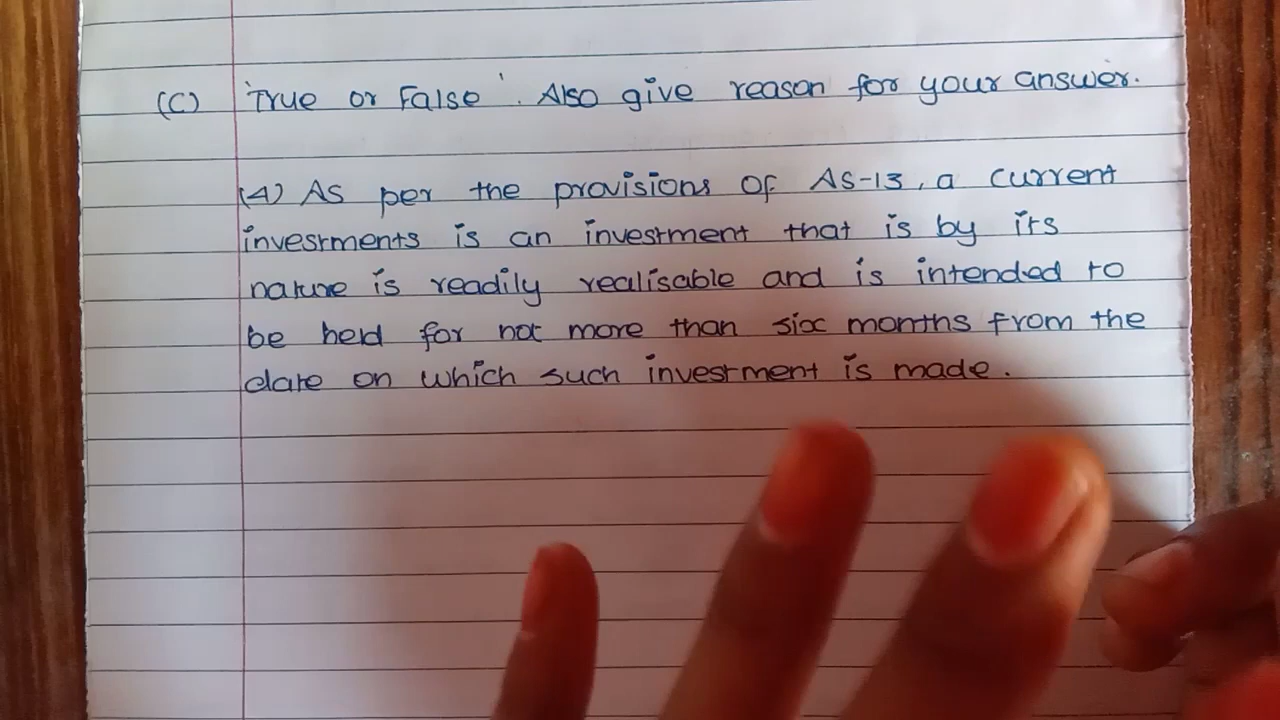 (C) 'True or False'. Also give reason for your answer.
(4) As per the provisions of AS-13, a current
investments is an investment that is by its
nature is readily realisable and is intended to
be held for not more than six months from the
date on which such investment is made.